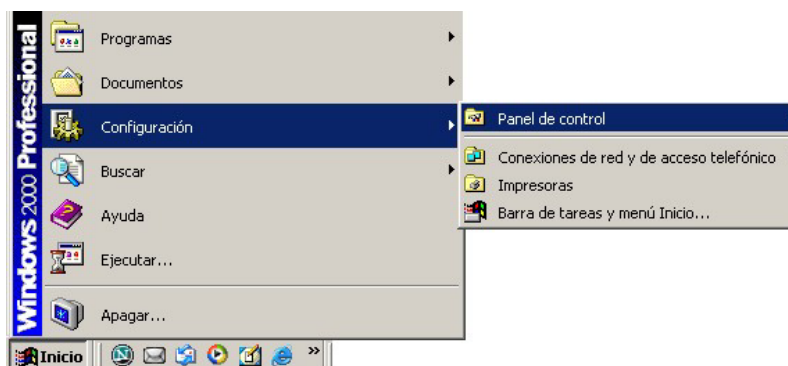 Windows 2000 Professional
Programas
Documentos
Configuración
Buscar
Ayuda
Ejecutar...
Apagar...
Panel de control
Conexiones de red y de acceso telefónico
Impresoras
Barra de tareas y menú Inicio...
Inicio
»